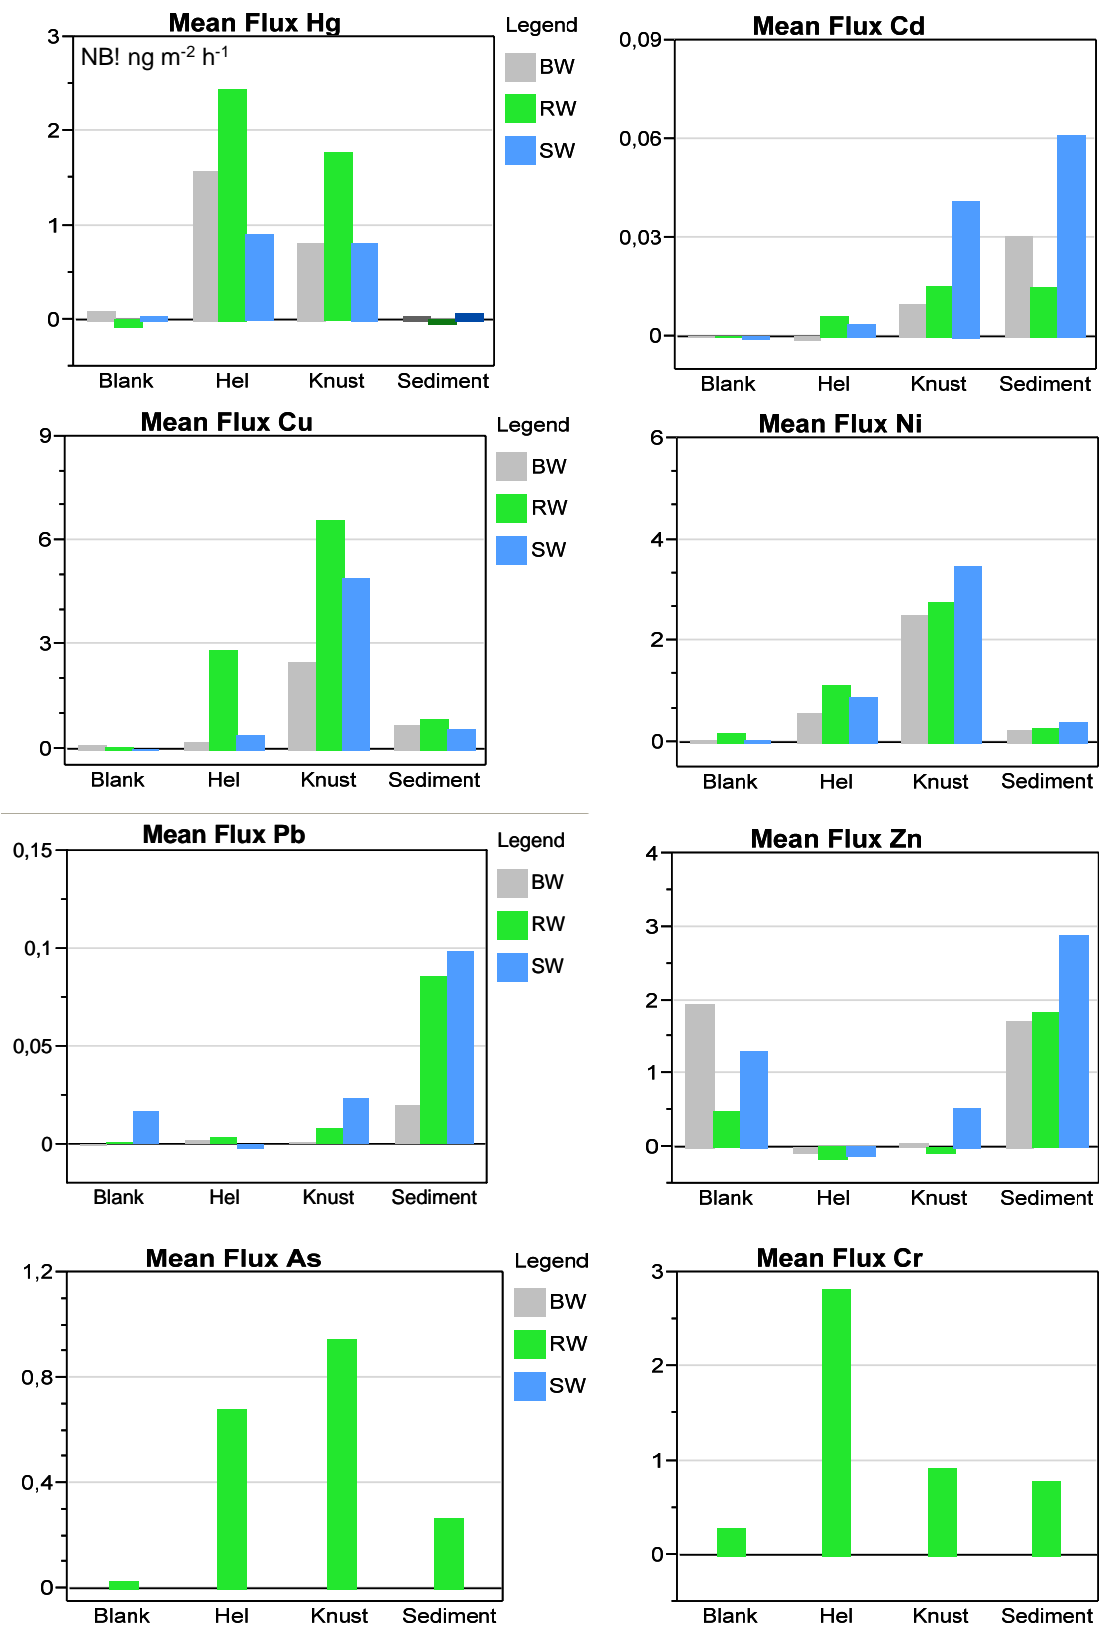 Mean Flux Hg
NB! ng m-2 h-1
3
2
1
0
Blank Hel Knust Sediment
Legend
BW
RW
SW
Mean Flux Cd
0,09
0,06
0,03
0
Blank Hel Knust Sediment
Mean Flux Cu
9
6
3
0
Blank Hel Knust Sediment
Legend
BW
RW
SW
Mean Flux Ni
6
4
2
0
Blank Hel Knust Sediment
Mean Flux Pb
0,15
0,1
0,05
0
Blank Hel Knust Sediment
Legend
BW
RW
SW
Mean Flux Zn
4
3
2
1
0
Blank Hel Knust Sediment
Mean Flux As
1,2
0,8
0,4
0
Blank Hel Knust Sediment
Legend
BW
RW
SW
Mean Flux Cr
3
2
1
0
Blank Hel Knust Sediment